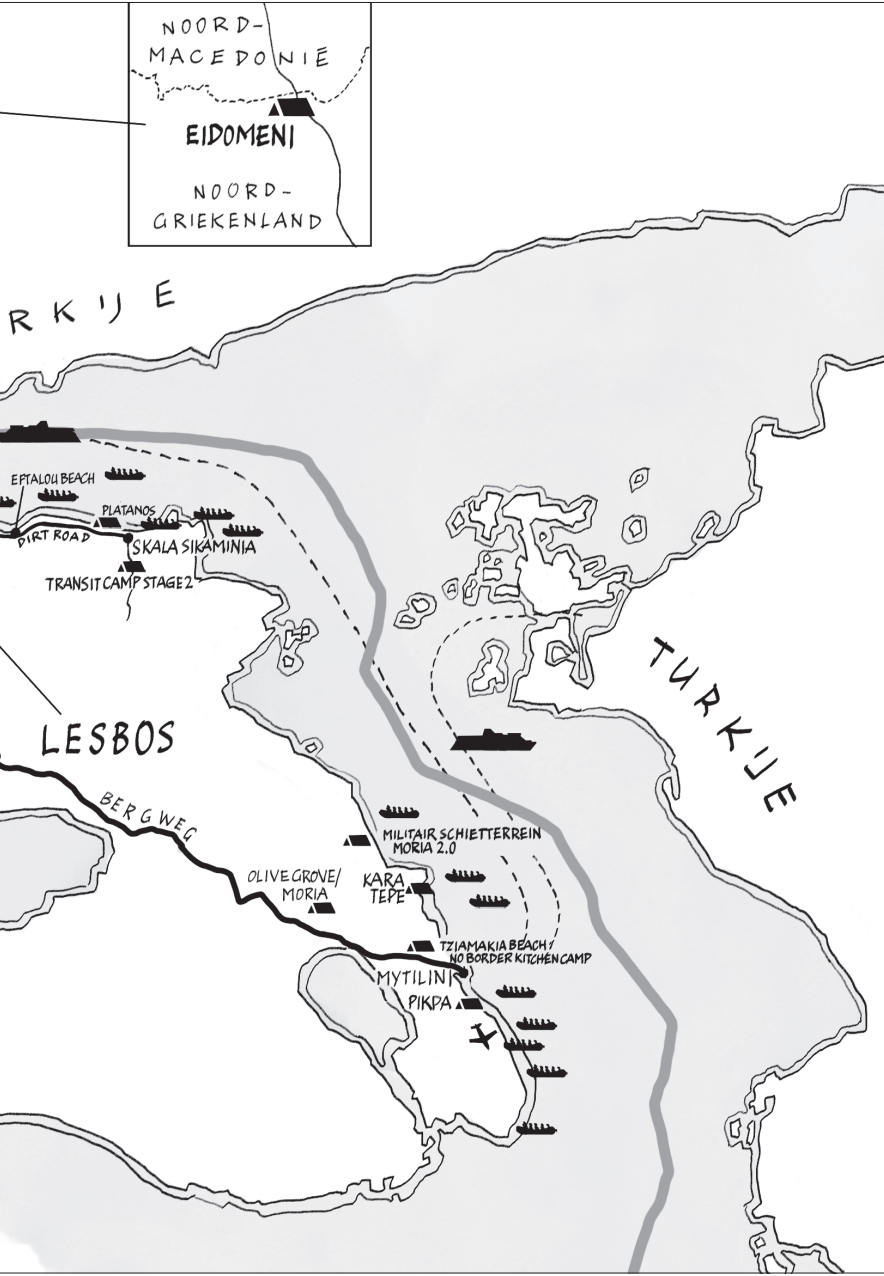 NOORD-
MACEDONIË
EIDOMENI
NOORD-
GRIEKENLAND
RKIJE
EFTALOU BEACH
PLATANOS
DIRT ROAD
SKALA SIKAMINIA
TRANSIT CAMP STAGE 2
TURKIJE
LESBOS
BERGWEG
MILITAIR SCHIETTERREIN
MORIA 2.0
OLIVE GROVE/
MORIA
KARA
TEPE
TZIAMAKIA BEACH/
NO BORDER KITCHEN CAMP
MYTILINI
PIKPA